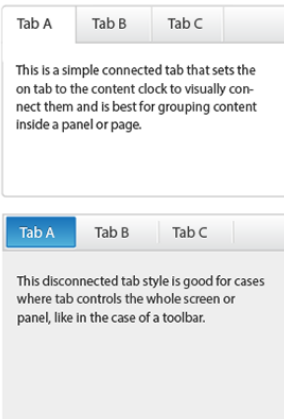 Tab A Tab B Tab C
This is a simple connected tab that sets the
on tab to the content clock to visually con-
nect them and is best for grouping content
inside a panel or page.
Tab A Tab B Tab C
This disconnected tab style is good for cases
where tab controls the whole screen or
panel, like in the case of a toolbar.